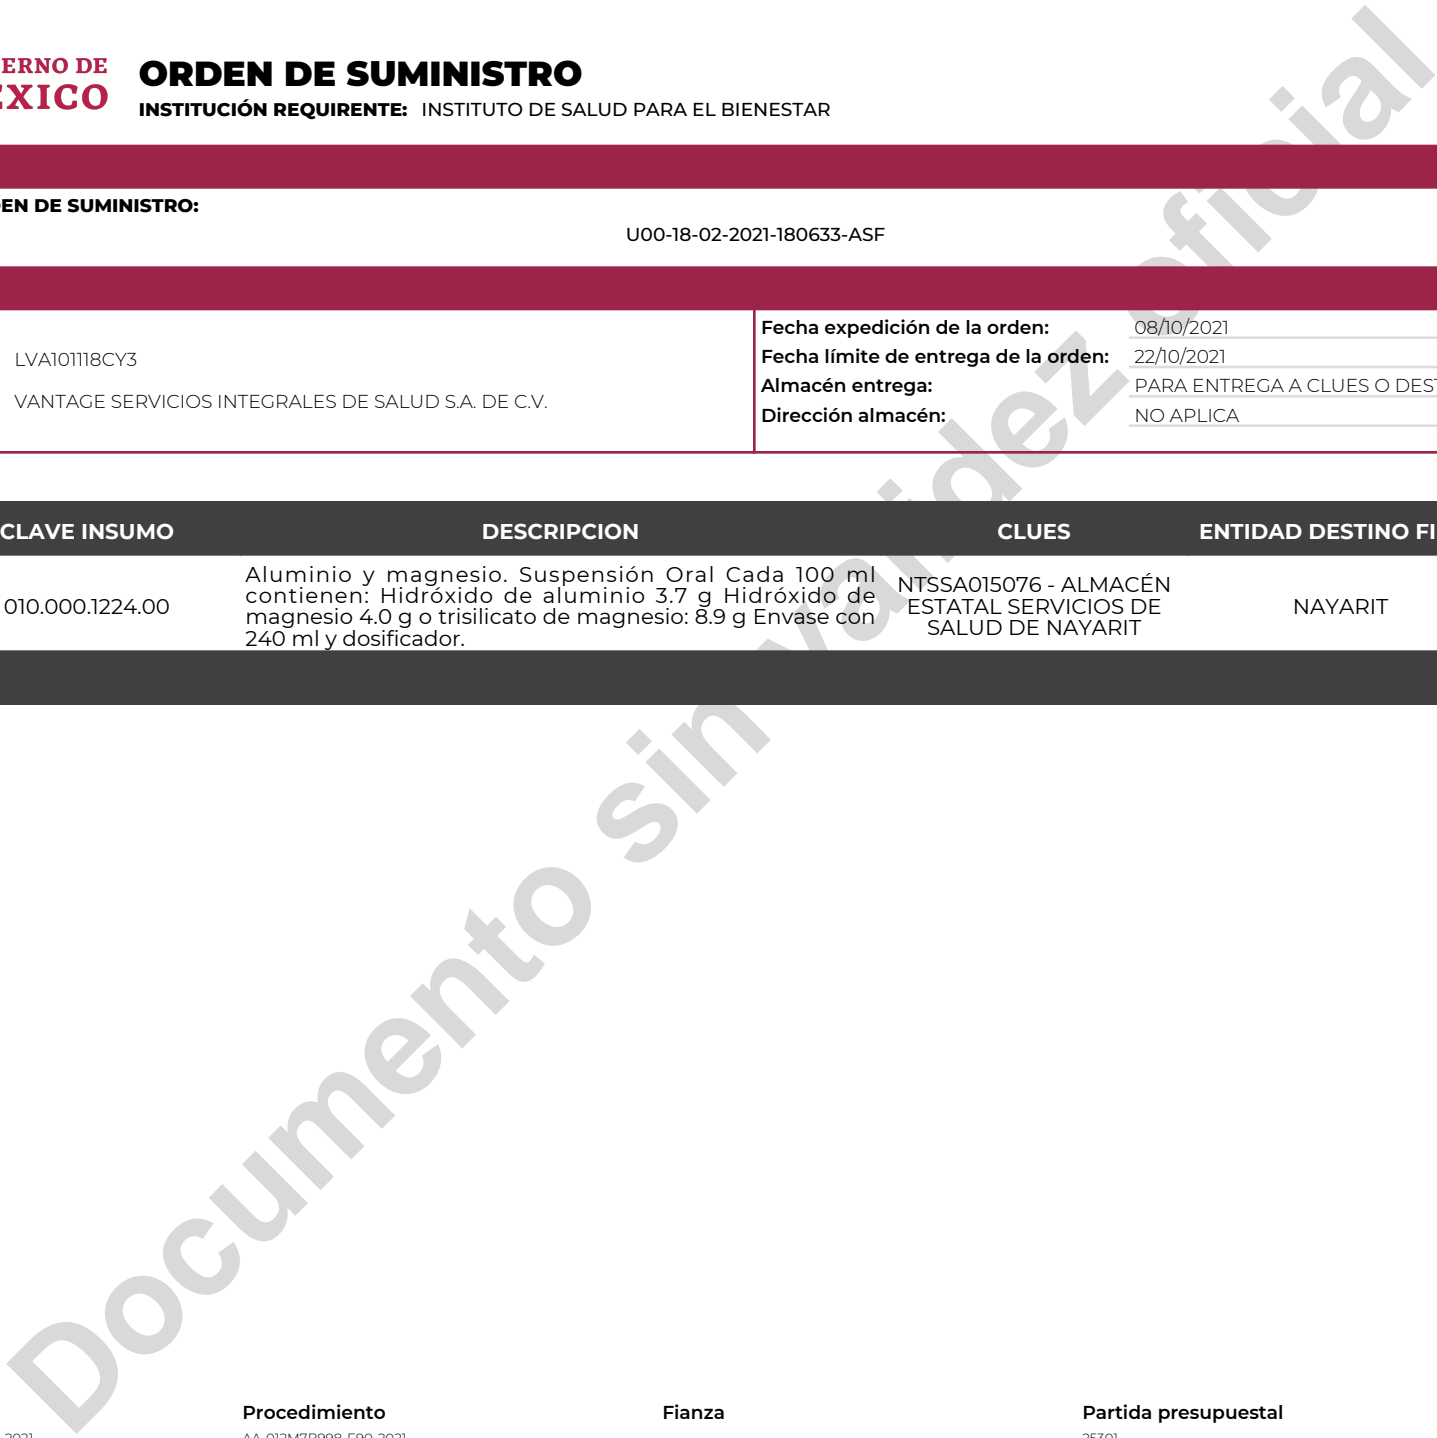 ERNO DE
ÉXICO
ORDEN DE SUMINISTRO
INSTITUCIÓN REQUIRENTE: INSTITUTO DE SALUD PARA EL BIENESTAR
EN DE SUMINISTRO:
U00-18-02-2021-180633-ASF
LVA101118CY3
VANTAGE SERVICIOS INTEGRALES DE SALUD S.A. DE C.V.
Fecha expedición de la orden: 08/10/2021
Fecha límite de entrega de la orden: 22/10/2021
Almacén entrega: PARA ENTREGA A CLUES O DEST
Dirección almacén: NO APLICA
CLAVE INSUMO DESCRIPCION CLUES ENTIDAD DESTINO FI
010.000.1224.00
Aluminio y magnesio. Suspensión Oral Cada 100 ml
contienen: Hidróxido de aluminio 3.7 g Hidróxido de
magnesio 4.0 g o trisilicato de magnesio: 8.9 g Envase con
240 ml y dosificador.
NTSSA015076 - ALMACÉN
ESTATAL SERVICIOS DE
SALUD DE NAYARIT
NAYARIT
Documento sin validez oficial
Procedimiento Fianza Partida presupuestal